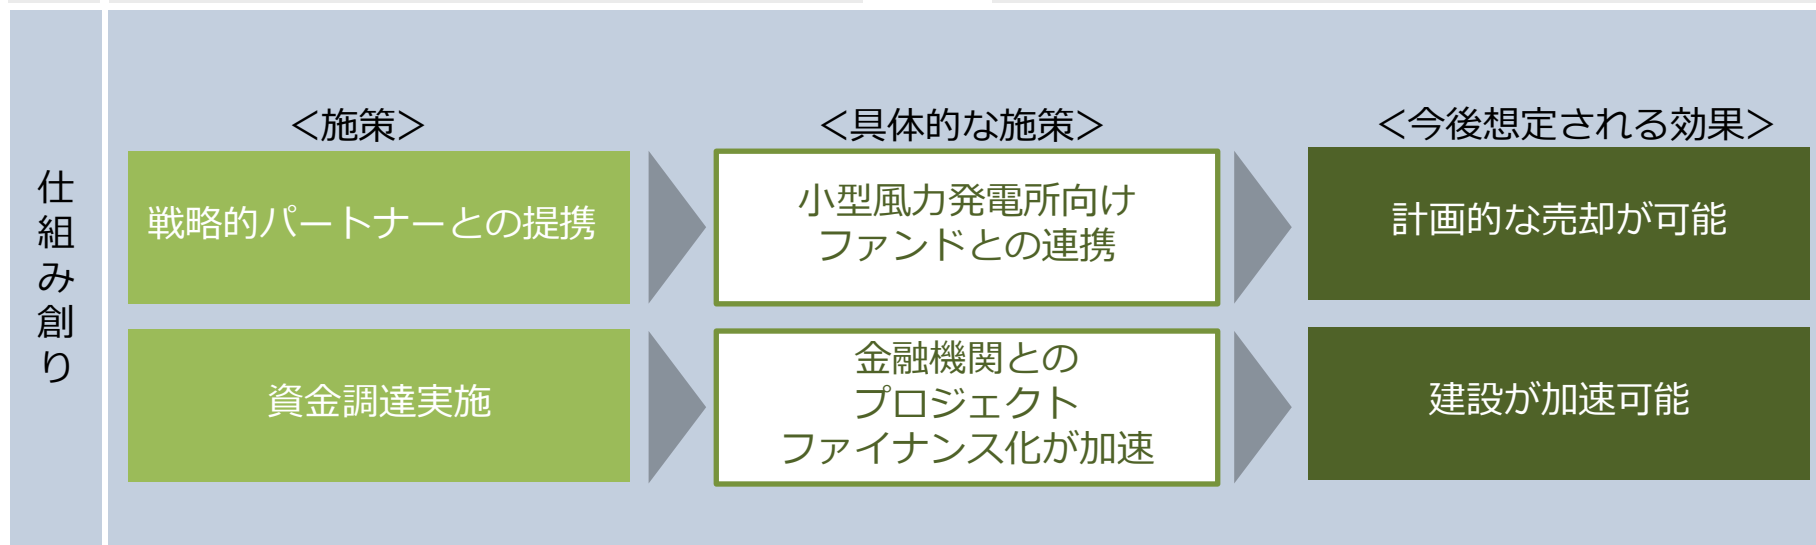 仕組み創り
＜施策＞
＜具体的な施策＞
＜今後想定される効果＞
戦略的パートナーとの提携
小型風力発電所向け
ファンドとの連携
計画的な売却が可能
資金調達実施
金融機関との
プロジェクト
ファイナンス化が加速
建設が加速可能